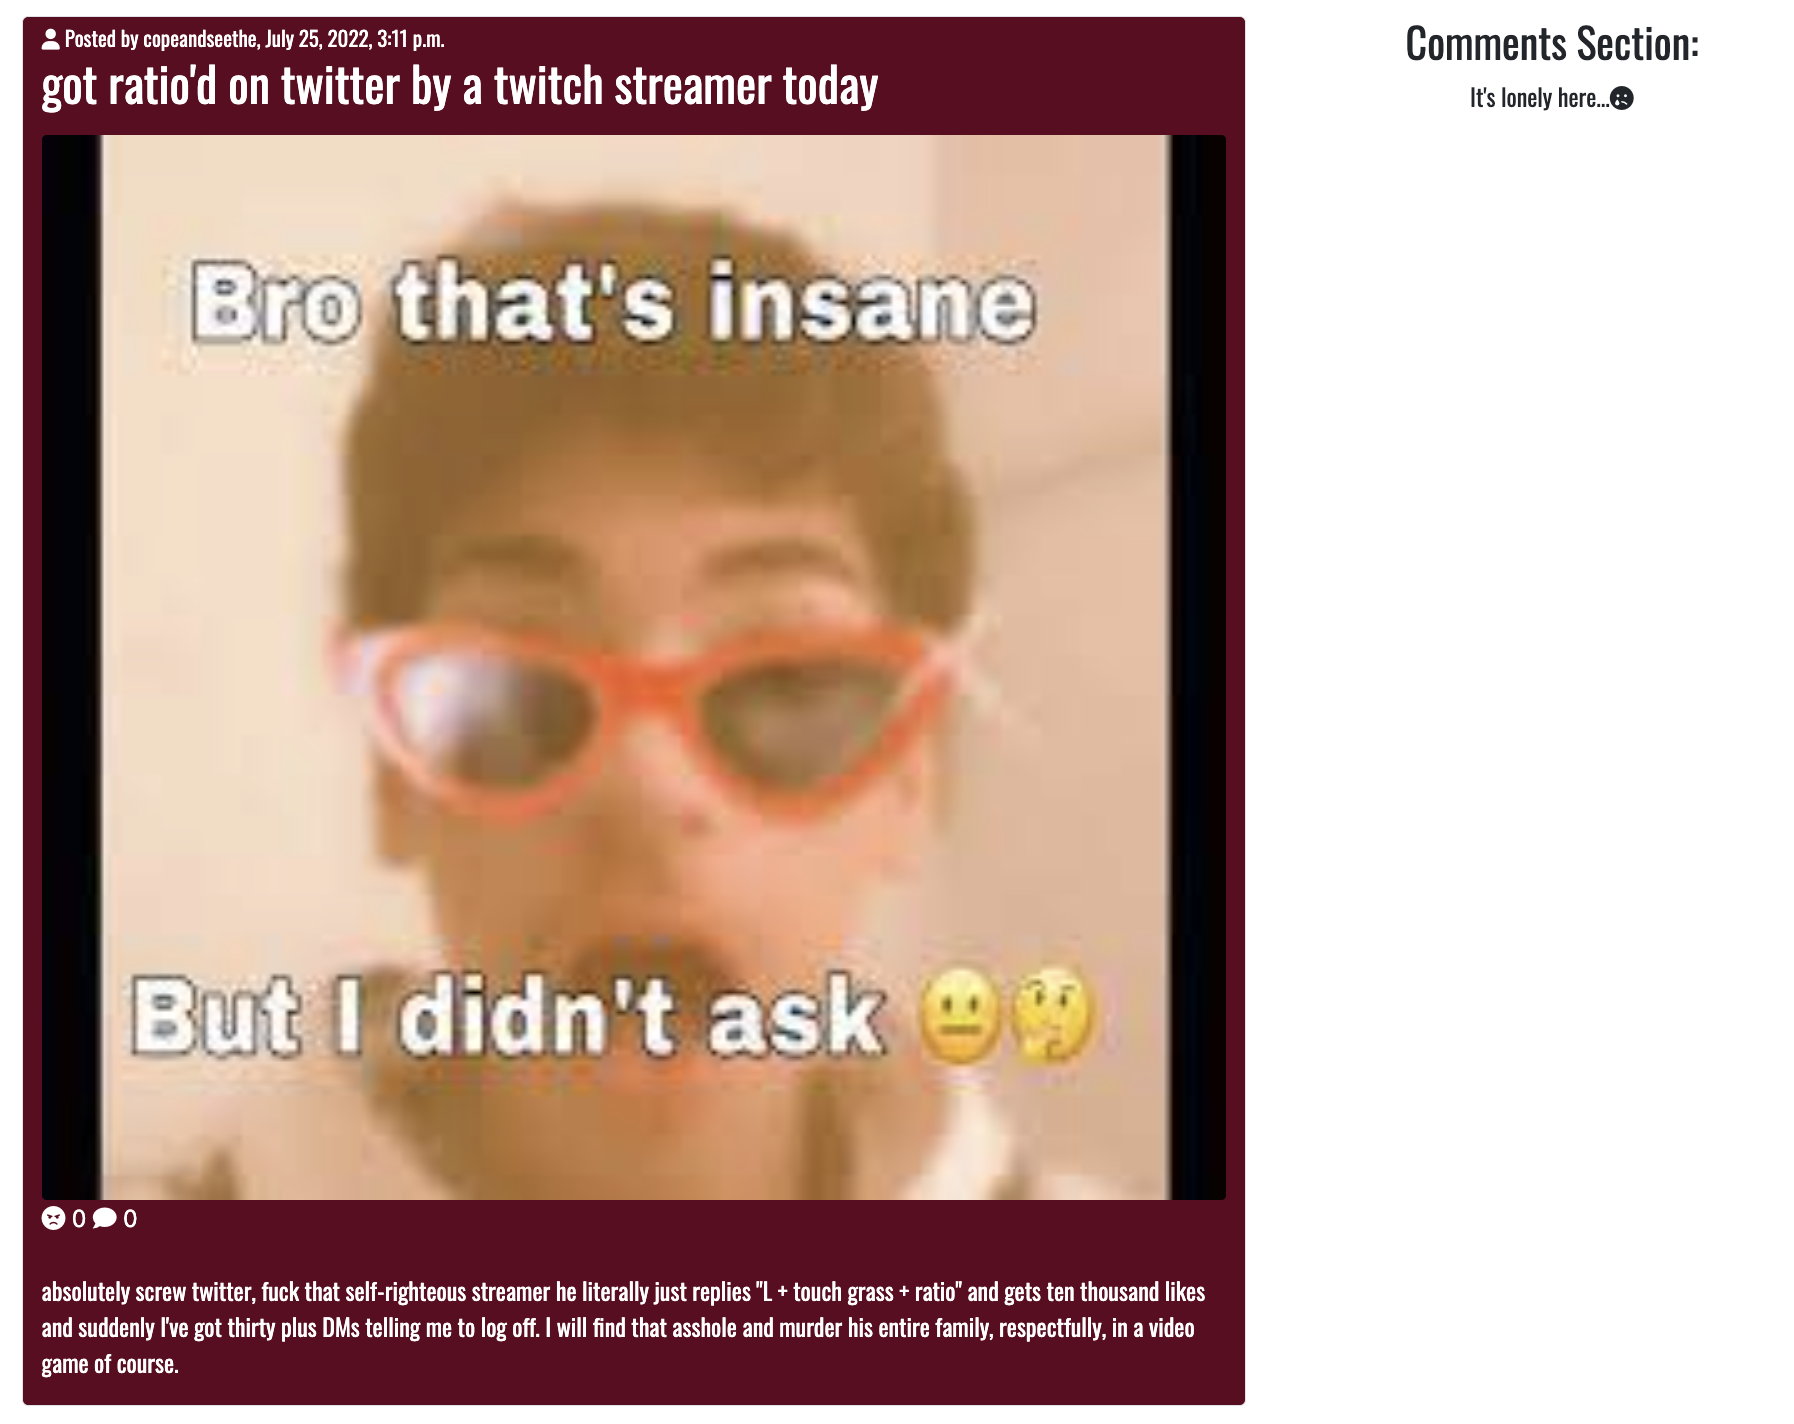 Posted by copeandseethe, July 25, 2022, 3:11 p.m.
got ratio'd on twitter by a twitch streamer today
Bro that's insane
But I didn't ask 😐🤔
0 0
absolutely screw twitter, fuck that self-righteous streamer he literally just replies "L + touch grass + ratio" and gets ten thousand likes
and suddenly I've got thirty plus DMs telling me to log off. I will find that asshole and murder his entire family, respectfully, in a video
game of course.
Comments Section:
It's lonely here...